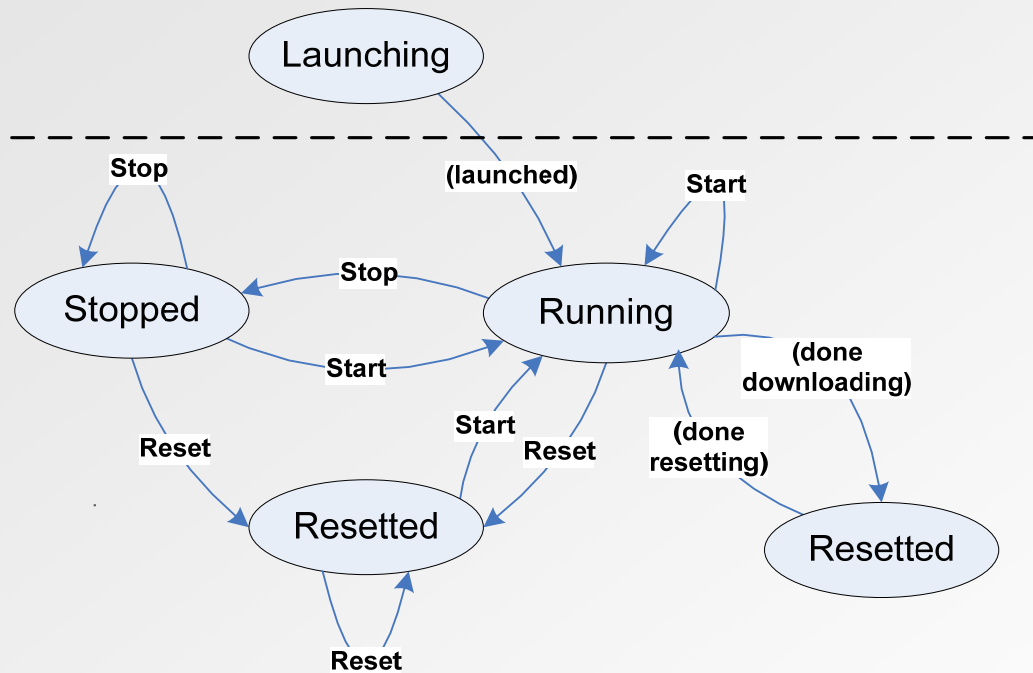 Launching
(launched)
Stop
Start
Stop
Stopped
Running
Start
(done
downloading)
Start
Reset
(done
resetting)
Reset
Resetted
Resetted
Reset